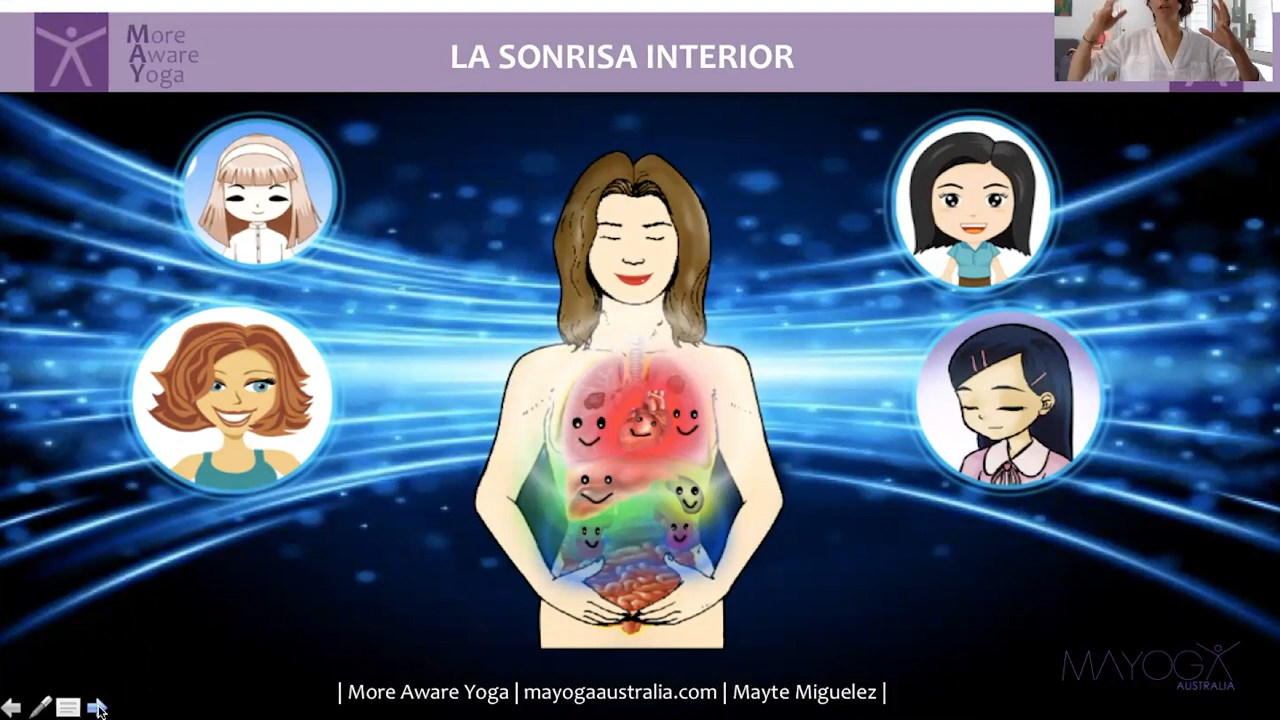 More
Aware
Yoga
LA SONRISA INTERIOR
MAYOGA
AUSTRALIA
| More Aware Yoga | mayogaaustralia.com | Mayte Miguelez |